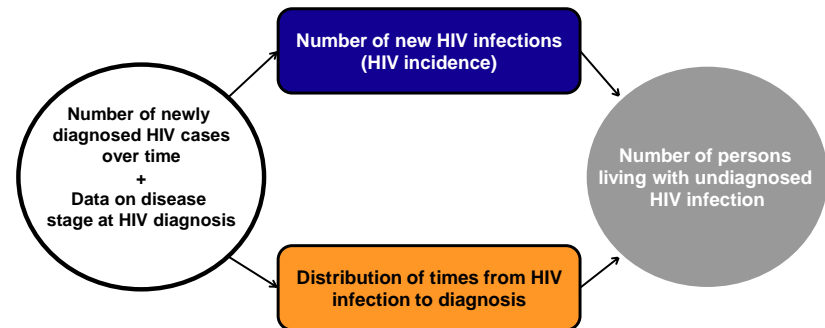 Number of newly
diagnosed HIV cases
over time
+
Data on disease
stage at HIV diagnosis
Number of new HIV infections
(HIV incidence)
Distribution of times from HIV
infection to diagnosis
Number of persons
living with undiagnosed
HIV infection